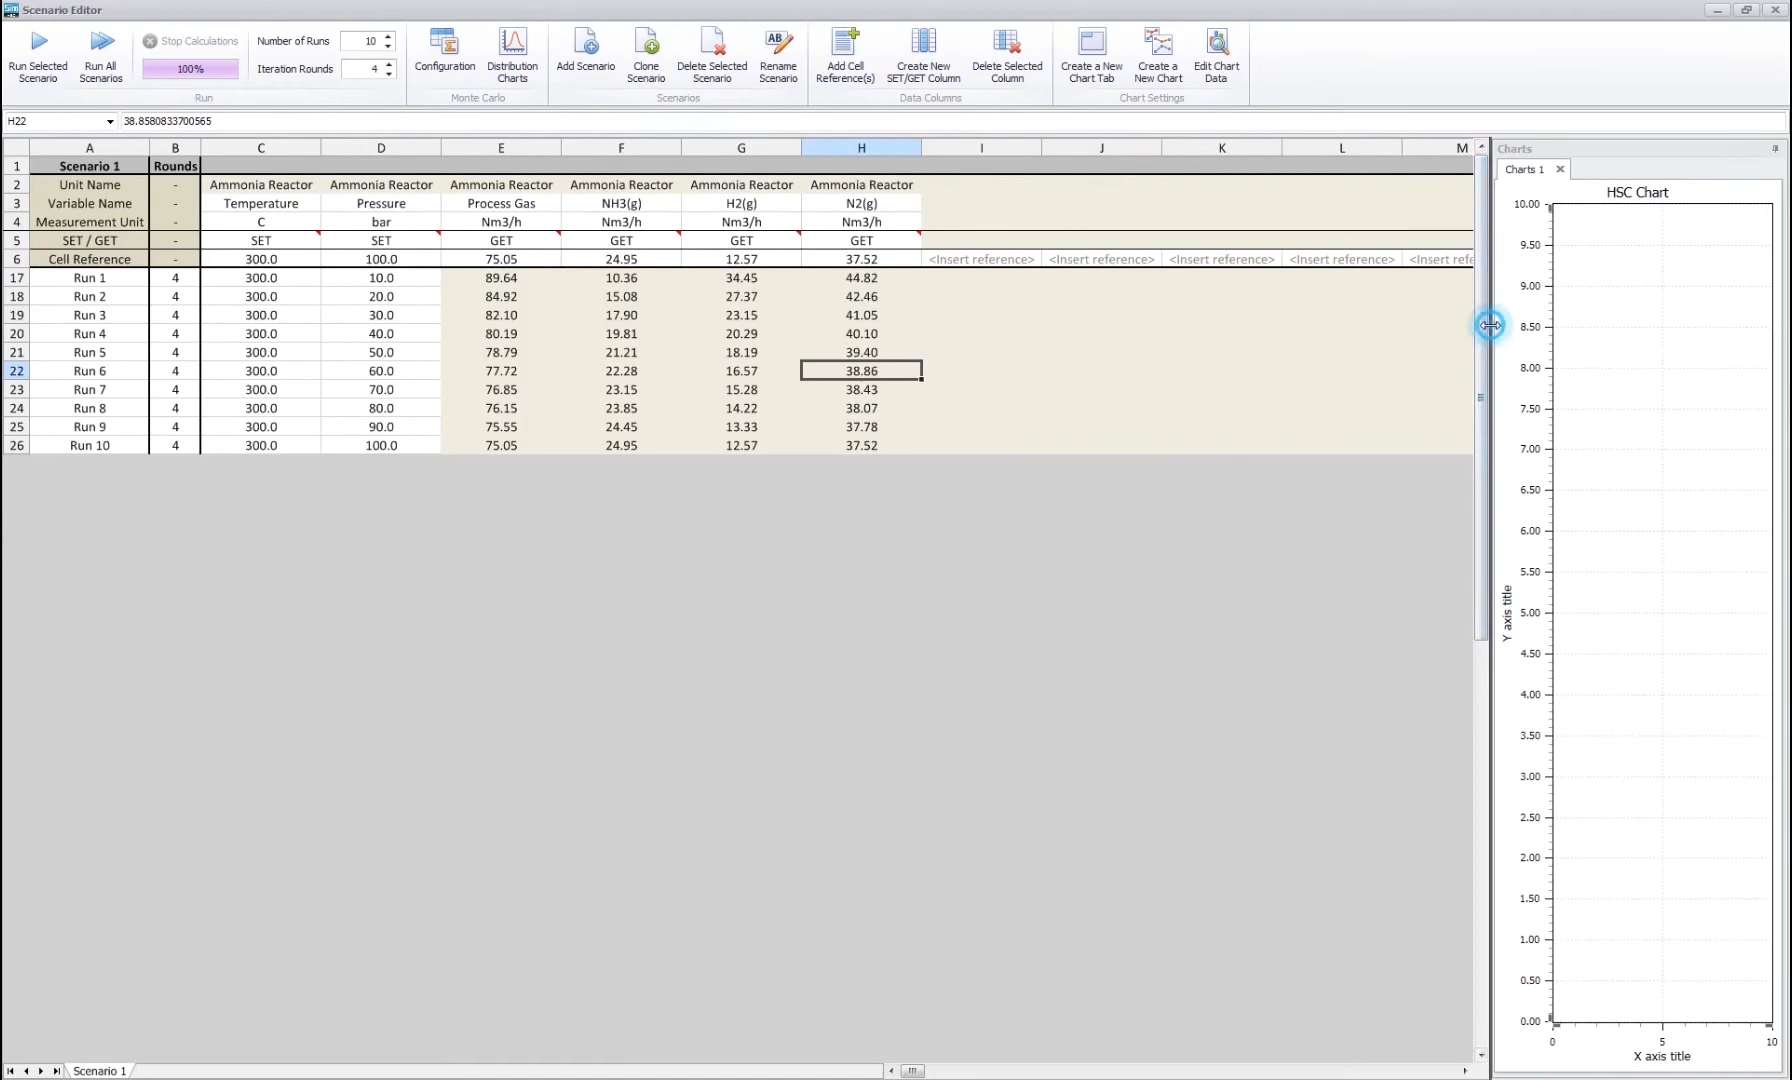 Scenario Editor
Run Selected Scenario
Run All Scenarios
Stop Calculations
100%
Number of Runs 10
Iteration Rounds 4
Run
Configuration
Distribution Charts
Monte Carlo
Add Scenario
Clone Scenario
Delete Selected Scenario
Rename Scenario
Scenarios
Add Cell Reference(s)
Create New SET/GET Column
Delete Selected Column
Data Columns
Create a New Chart Tab
Create a New Chart
Edit Chart Data
Chart Settings
H22 38.8580833700565
A B C D E F G H I J K L M
1 Scenario 1 Rounds
2 Unit Name - Ammonia Reactor Ammonia Reactor Ammonia Reactor Ammonia Reactor Ammonia Reactor Ammonia Reactor
3 Variable Name - Temperature Pressure Process Gas NH3(g) H2(g) N2(g)
4 Measurement Unit - C bar Nm3/h Nm3/h Nm3/h Nm3/h
5 SET / GET - SET SET GET GET GET GET
6 Cell Reference - 300.0 100.0 75.05 24.95 12.57 37.52 <Insert reference> <Insert reference> <Insert reference> <Insert reference> <Insert refe
17 Run 1 4 300.0 10.0 89.64 10.36 34.45 44.82
18 Run 2 4 300.0 20.0 84.92 15.08 27.37 42.46
19 Run 3 4 300.0 30.0 82.10 17.90 23.15 41.05
20 Run 4 4 300.0 40.0 80.19 19.81 20.29 40.10
21 Run 5 4 300.0 50.0 78.79 21.21 18.19 39.40
22 Run 6 4 300.0 60.0 77.72 22.28 16.57 38.86
23 Run 7 4 300.0 70.0 76.85 23.15 15.28 38.43
24 Run 8 4 300.0 80.0 76.15 23.85 14.22 38.07
25 Run 9 4 300.0 90.0 75.55 24.45 13.33 37.78
26 Run 10 4 300.0 100.0 75.05 24.95 12.57 37.52
Scenario 1
Charts
Charts 1
HSC Chart
10.00
9.50
9.00
8.50
8.00
7.50
7.00
6.50
6.00
5.50
5.00
4.50
4.00
3.50
3.00
2.50
2.00
1.50
1.00
0.50
0.00
Y axis title
0 5 10
X axis title